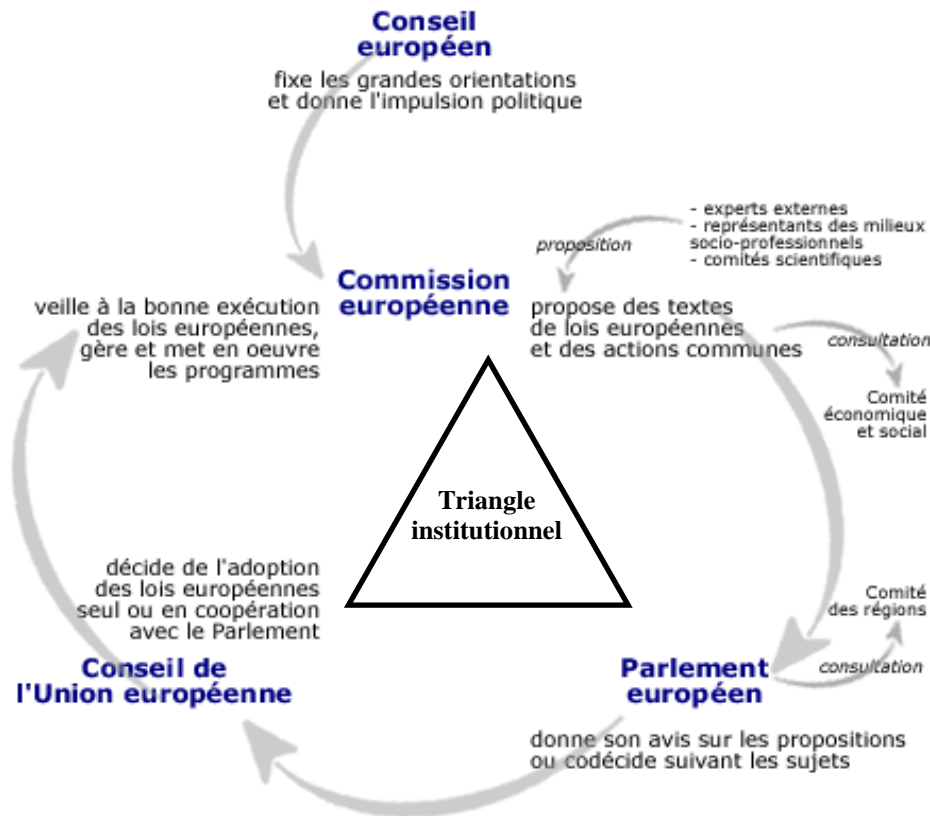 Conseil
européen
fixe les grandes orientations
et donne l'impulsion politique
- experts externes
- représentants des milieux
socio-professionnels
- comités scientifiques
proposition
Commission
européenne
veille à la bonne exécution
des lois européennes,
gère et met en oeuvre
les programmes
propose des textes
de lois européennes
et des actions communes
consultation
Comité
économique
et social
Triangle
institutionnel
décide de l'adoption
des lois européennes
seul ou en coopération
avec le Parlement
Conseil de
l'Union européenne
Comité
des régions
consultation
Parlement
européen
donne son avis sur les propositions
ou codécide suivant les sujets